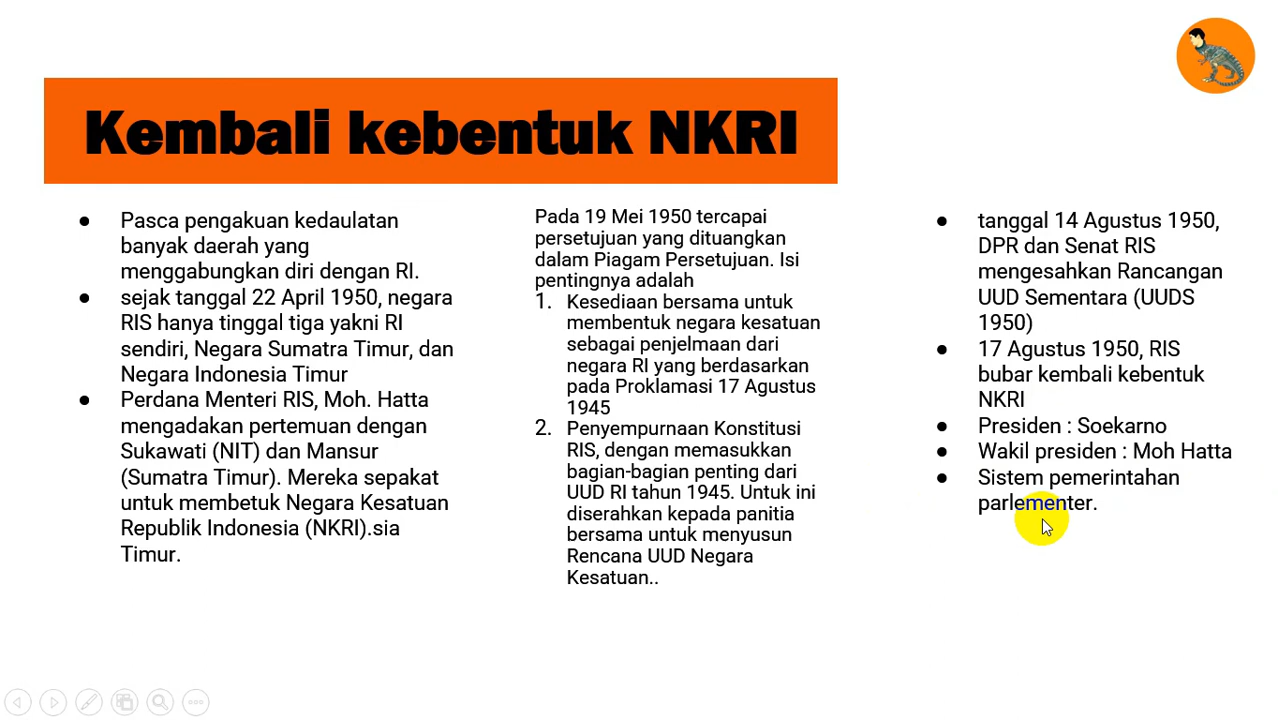 Kembali kebentuk NKRI
● Pasca pengakuan kedaulatan
banyak daerah yang
menggabungkan diri dengan RI.
● sejak tanggal 22 April 1950, negara
RIS hanya tinggal tiga yakni RI
sendiri, Negara Sumatra Timur, dan
Negara Indonesia Timur
● Perdana Menteri RIS, Moh. Hatta
mengadakan pertemuan dengan
Sukawati (NIT) dan Mansur
(Sumatra Timur). Mereka sepakat
untuk membetuk Negara Kesatuan
Republik Indonesia (NKRI).sia
Timur.
Pada 19 Mei 1950 tercapai
persetujuan yang dituangkan
dalam Piagam Persetujuan. Isi
pentingnya adalah
1. Kesediaan bersama untuk
membentuk negara kesatuan
sebagai penjelmaan dari
negara RI yang berdasarkan
pada Proklamasi 17 Agustus
1945
2. Penyempurnaan Konstitusi
RIS, dengan memasukkan
bagian-bagian penting dari
UUD RI tahun 1945. Untuk ini
diserahkan kepada panitia
bersama untuk menyusun
Rencana UUD Negara
Kesatuan..
● tanggal 14 Agustus 1950,
DPR dan Senat RIS
mengesahkan Rancangan
UUD Sementara (UUDS
1950)
● 17 Agustus 1950, RIS
bubar kembali kebentuk
NKRI
● Presiden : Soekarno
● Wakil presiden : Moh Hatta
● Sistem pemerintahan
parlementer.